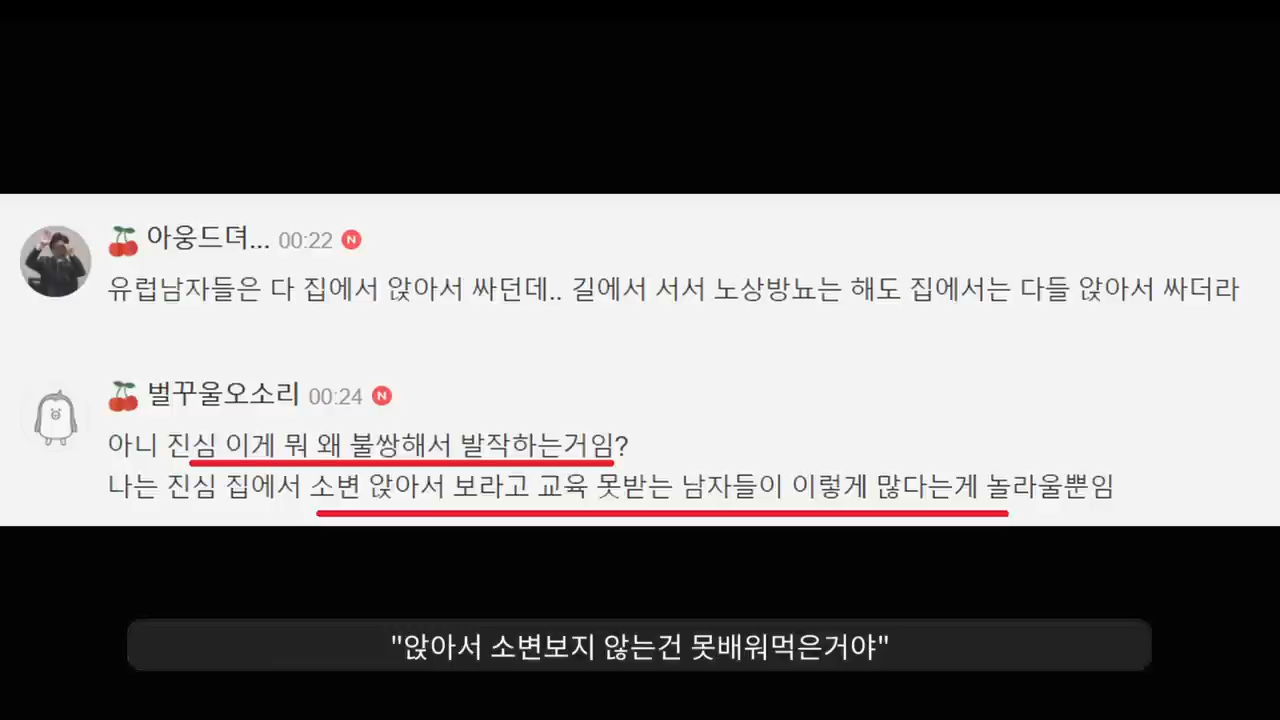 아웅드뎌... 00:22 N
유럽남자들은 다 집에서 앉아서 싸던데.. 길에서 서서 노상방뇨는 해도 집에서는 다들 앉아서 싸더라
벌꾸울오소리 00:24 N
아니 진심 이게 뭐 왜 불쌍해서 발작하는거임?
나는 진심 집에서 소변 앉아서 보라고 교육 못받는 남자들이 이렇게 많다는게 놀라울뿐임
"앉아서 소변보지 않는건 못배워먹은거야"